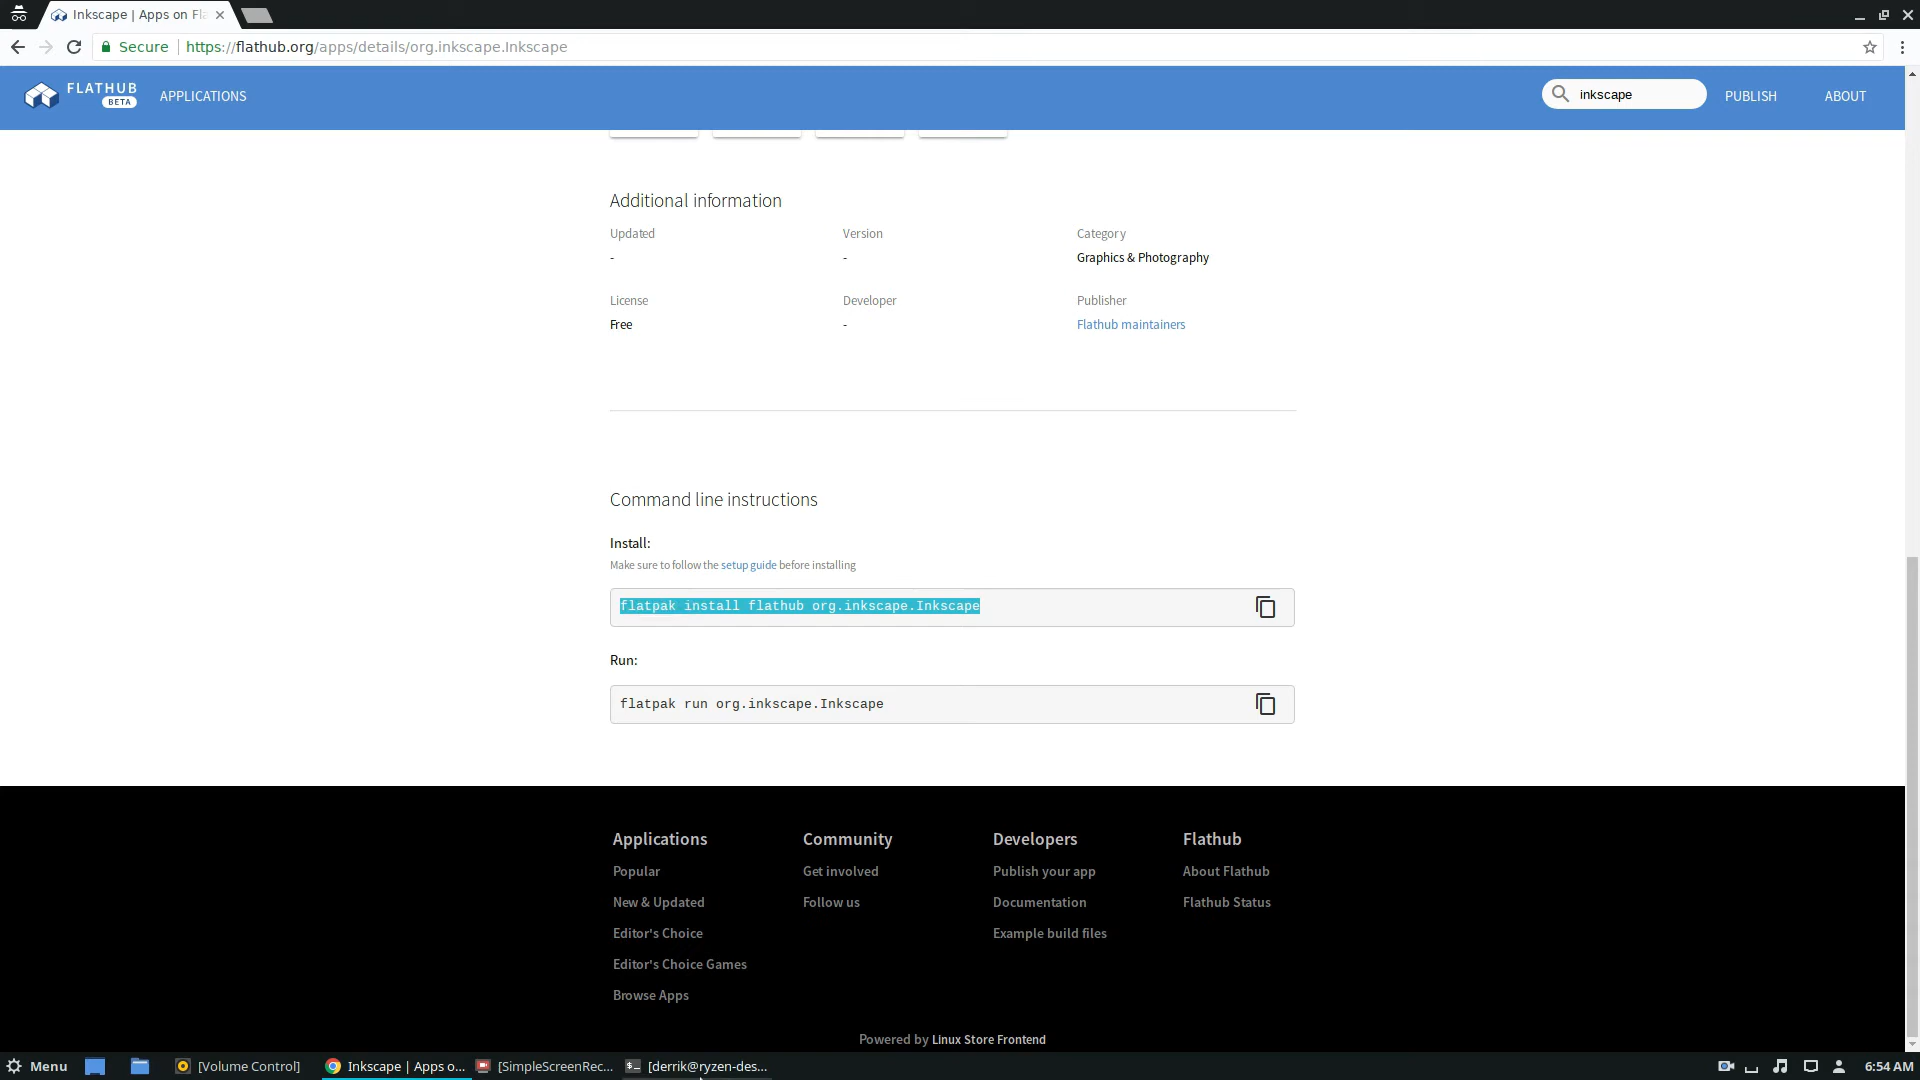 Inkscape | Apps on Fla
Secure
https://flathub.org/apps/details/org.inkscape.Inkscape
FLATHUB
BETA
APPLICATIONS
inkscape
PUBLISH
ABOUT
Additional information
Updated
Version
Category
-
-
Graphics & Photography
License
Developer
Publisher
Free
-
Flathub maintainers
Command line instructions
Install:
Make sure to follow the setup guide before installing
flatpak install flathub org.inkscape.Inkscape
Run:
flatpak run org.inkscape.Inkscape
Applications
Community
Developers
Flathub
Popular
Get involved
Publish your app
About Flathub
New & Updated
Follow us
Documentation
Flathub Status
Editor's Choice
Example build files
Editor's Choice Games
Browse Apps
Powered by Linux Store Frontend
Menu
[Volume Control]
Inkscape | Apps o...
[SimpleScreenRec...
[derrik@ryzen-des...
6:54 AM